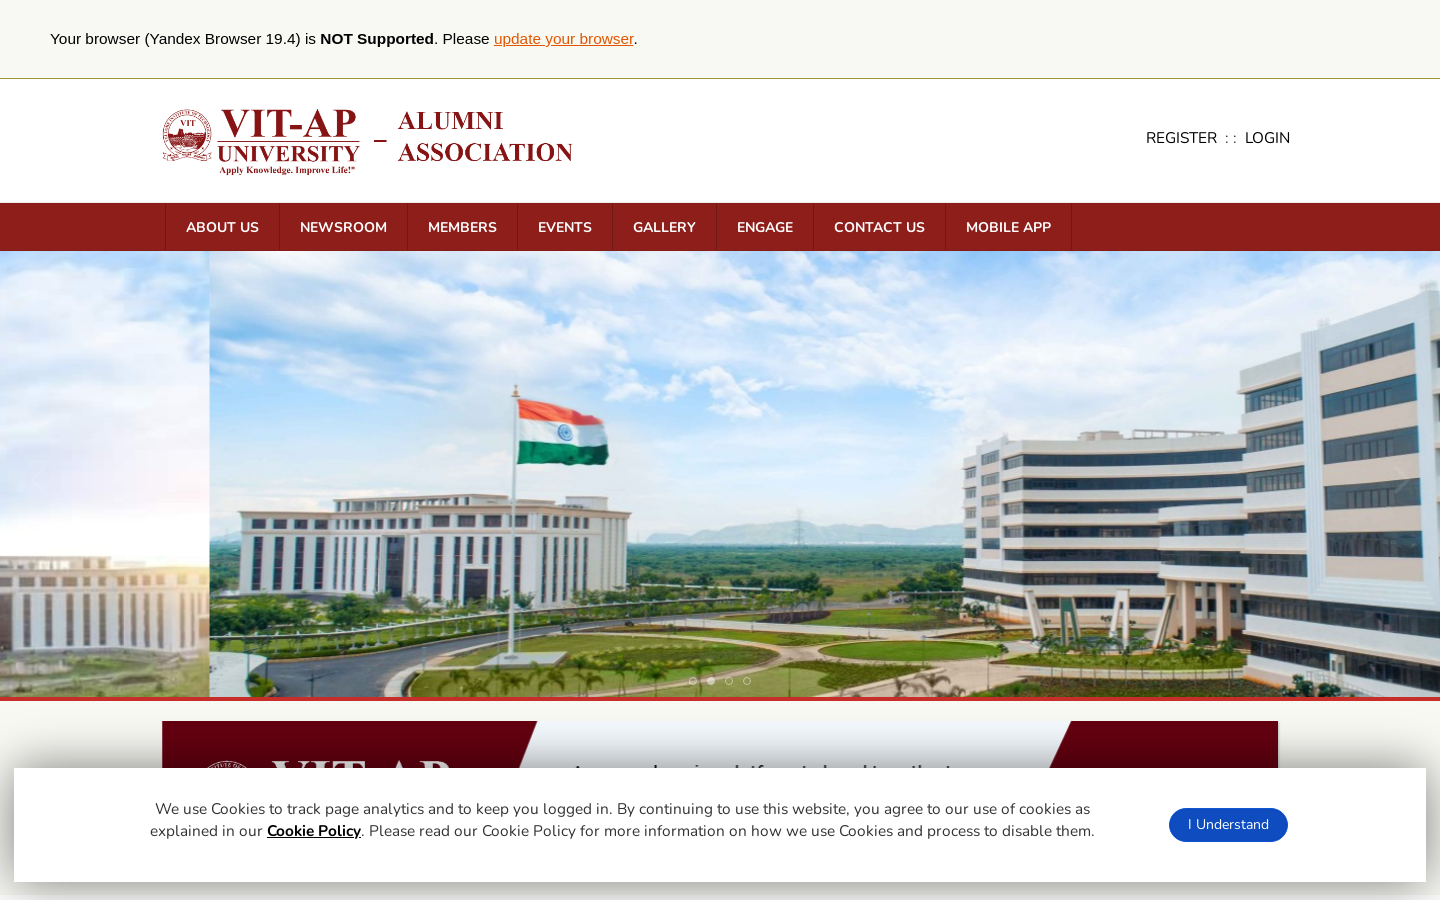 Your browser (Yandex Browser 19.4) is NOT Supported. Please update your browser.
VIT
VIT-AP
UNIVERSITY
Apply Knowledge. Improve Life!
– ALUMNI
ASSOCIATION
REGISTER :: LOGIN
ABOUT US NEWSROOM MEMBERS EVENTS GALLERY ENGAGE CONTACT US MOBILE APP
VIT-AP
We use Cookies to track page analytics and to keep you logged in. By continuing to use this website, you agree to our use of cookies as
explained in our Cookie Policy. Please read our Cookie Policy for more information on how we use Cookies and process to disable them.
I Understand